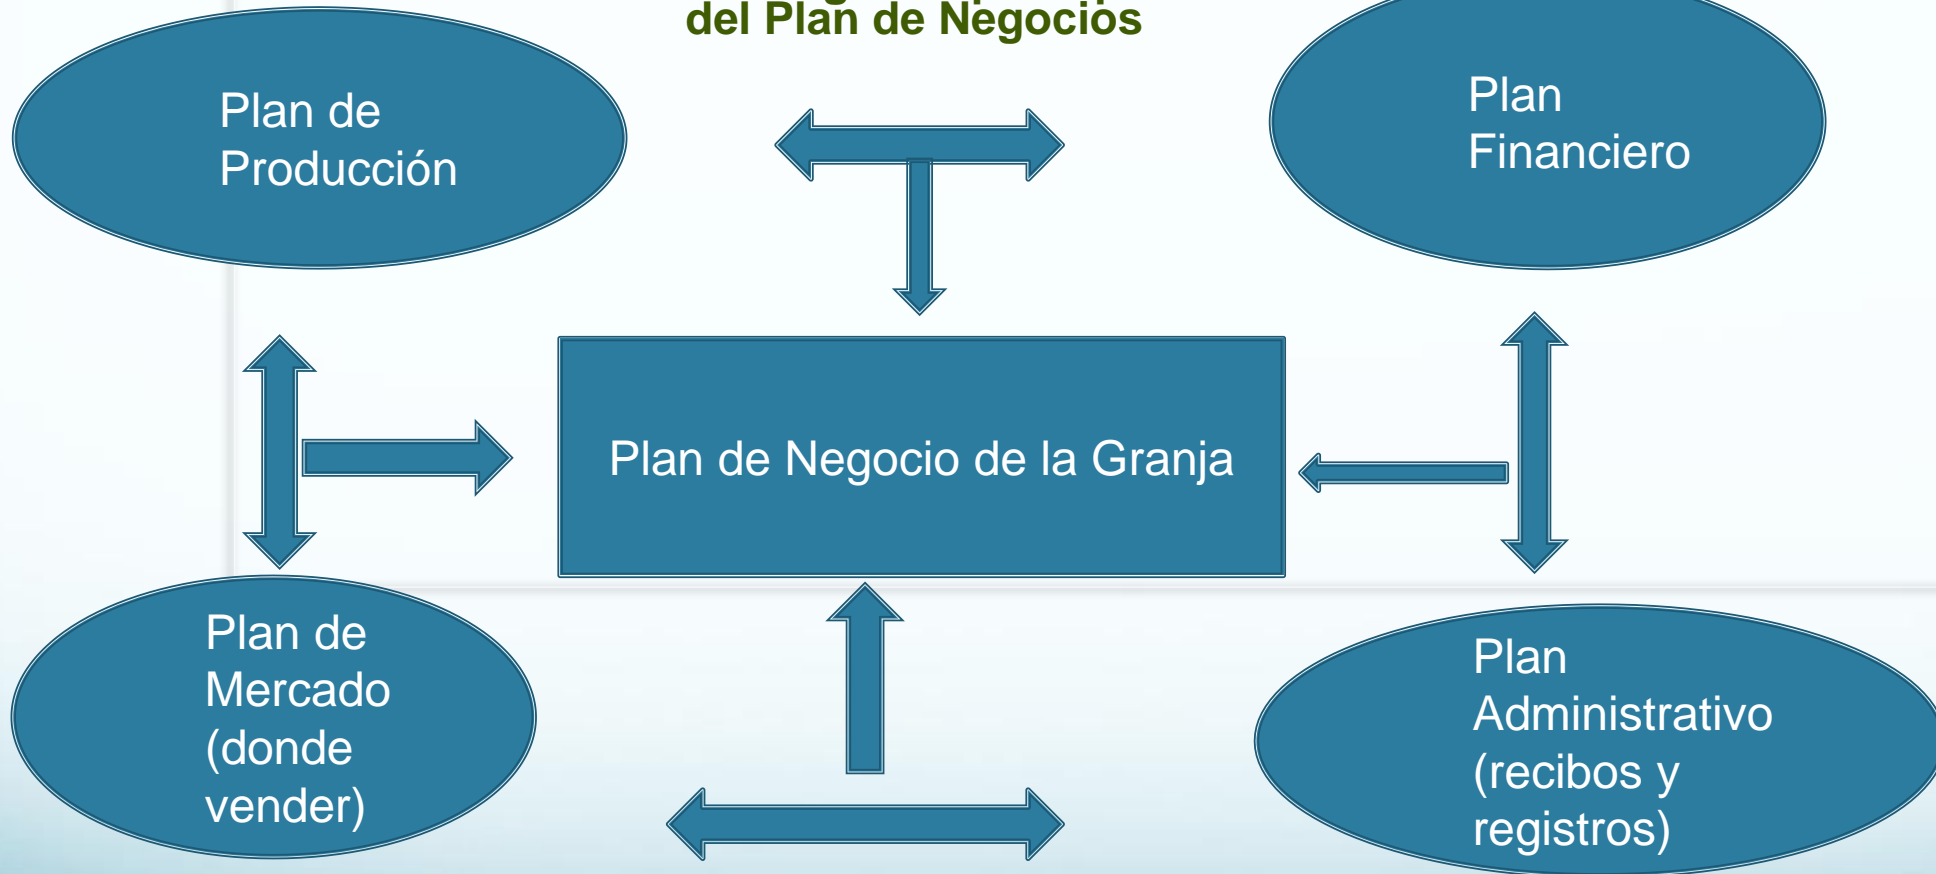 del Plan de Negocios
Plan de
Producción
Plan
Financiero
Plan de Negocio de la Granja
Plan de
Mercado
(donde
vender)
Plan
Administrativo
(recibos y
registros)